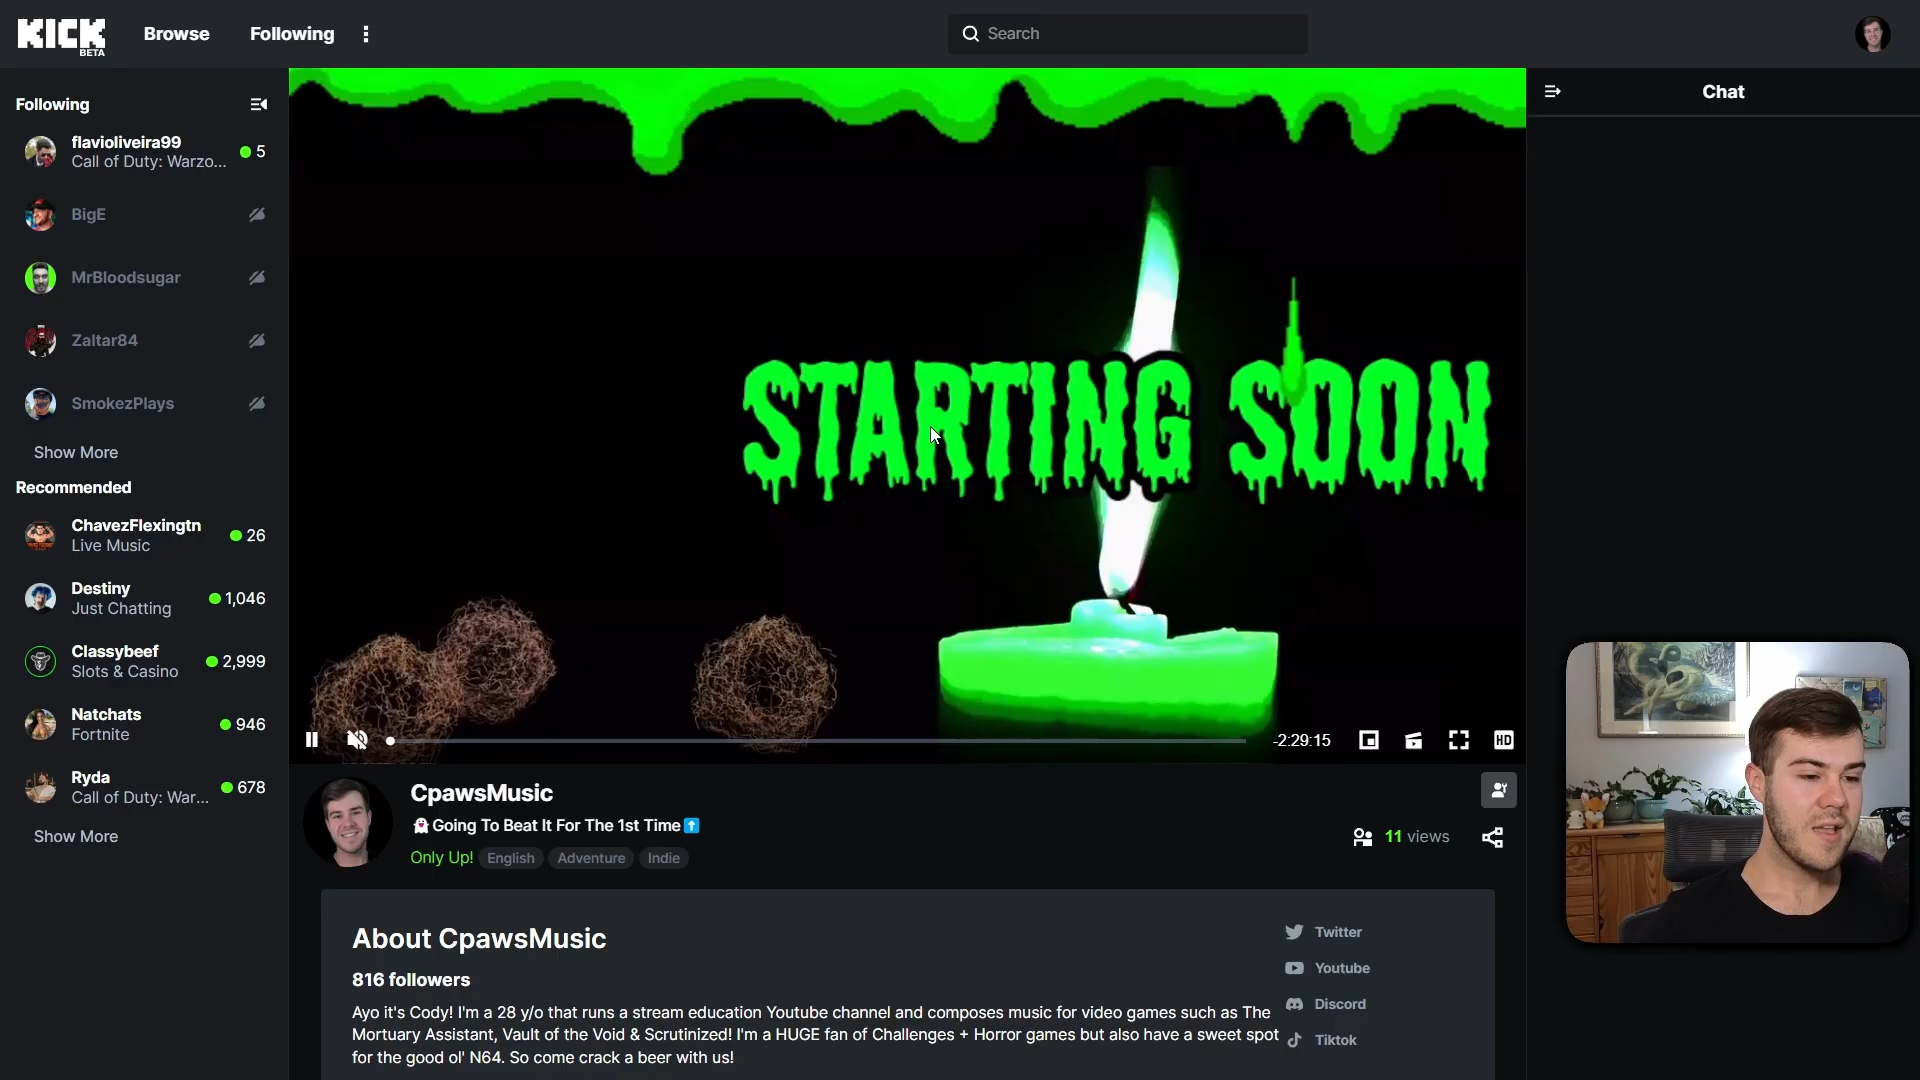 KICK
BETA
Browse
Following
Search
Following
flavioliveira99
Call of Duty: Warzo...
5
BigE
MrBloodsugar
Zaltar84
SmokezPlays
Show More
Recommended
ChavezFlexingtn
Live Music
26
Destiny
Just Chatting
1,046
Classybeef
Slots & Casino
2,999
Natchats
Fortnite
946
Ryda
Call of Duty: War...
678
Show More
STARTING SOON
-2:29:15
HD
CpawsMusic
Going To Beat It For The 1st Time
Only Up!
English
Adventure
Indie
11 views
About CpawsMusic
816 followers
Ayo it's Cody! I'm a 28 y/o that runs a stream education Youtube channel and composes music for video games such as The
Mortuary Assistant, Vault of the Void & Scrutinized! I'm a HUGE fan of Challenges + Horror games but also have a sweet spot
for the good ol' N64. So come crack a beer with us!
Twitter
Youtube
Discord
Tiktok
Chat